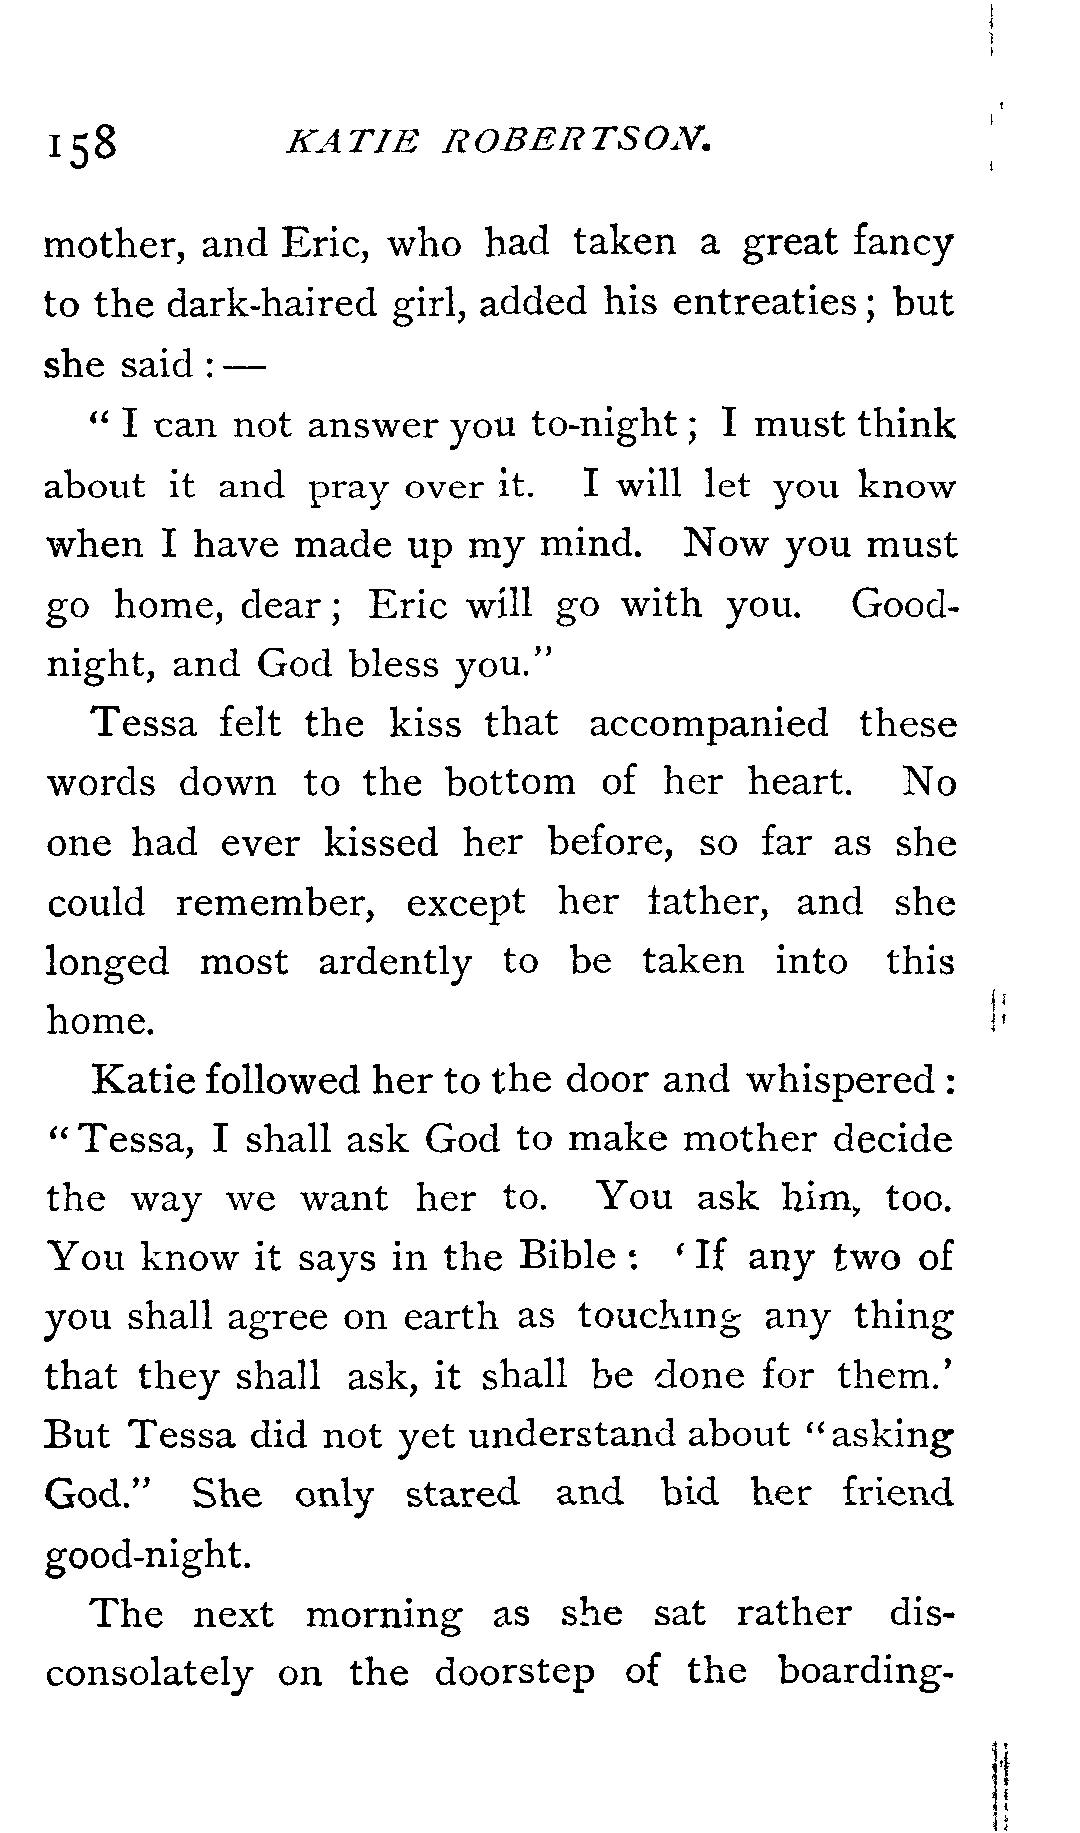 158 KATIE ROBERTSON.
mother, and Eric, who had taken a great fancy
to the dark-haired girl, added his entreaties; but
she said:—
"I can not answer you to-night; I must think
about it and pray over it. I will let you know
when I have made up my mind. Now you must
go home, dear; Eric will go with you. Good-
night, and God bless you."
Tessa felt the kiss that accompanied these
words down to the bottom of her heart. No
one had ever kissed her before, so far as she
could remember, except her father, and she
longed most ardently to be taken into this
home.
Katie followed her to the door and whispered:
"Tessa, I shall ask God to make mother decide
the way we want her to. You ask him, too.
You know it says in the Bible: 'If any two of
you shall agree on earth as touching any thing
that they shall ask, it shall be done for them.'
But Tessa did not yet understand about "asking
God." She only stared and bid her friend
good-night.
The next morning as she sat rather dis-
consolately on the doorstep of the boarding-